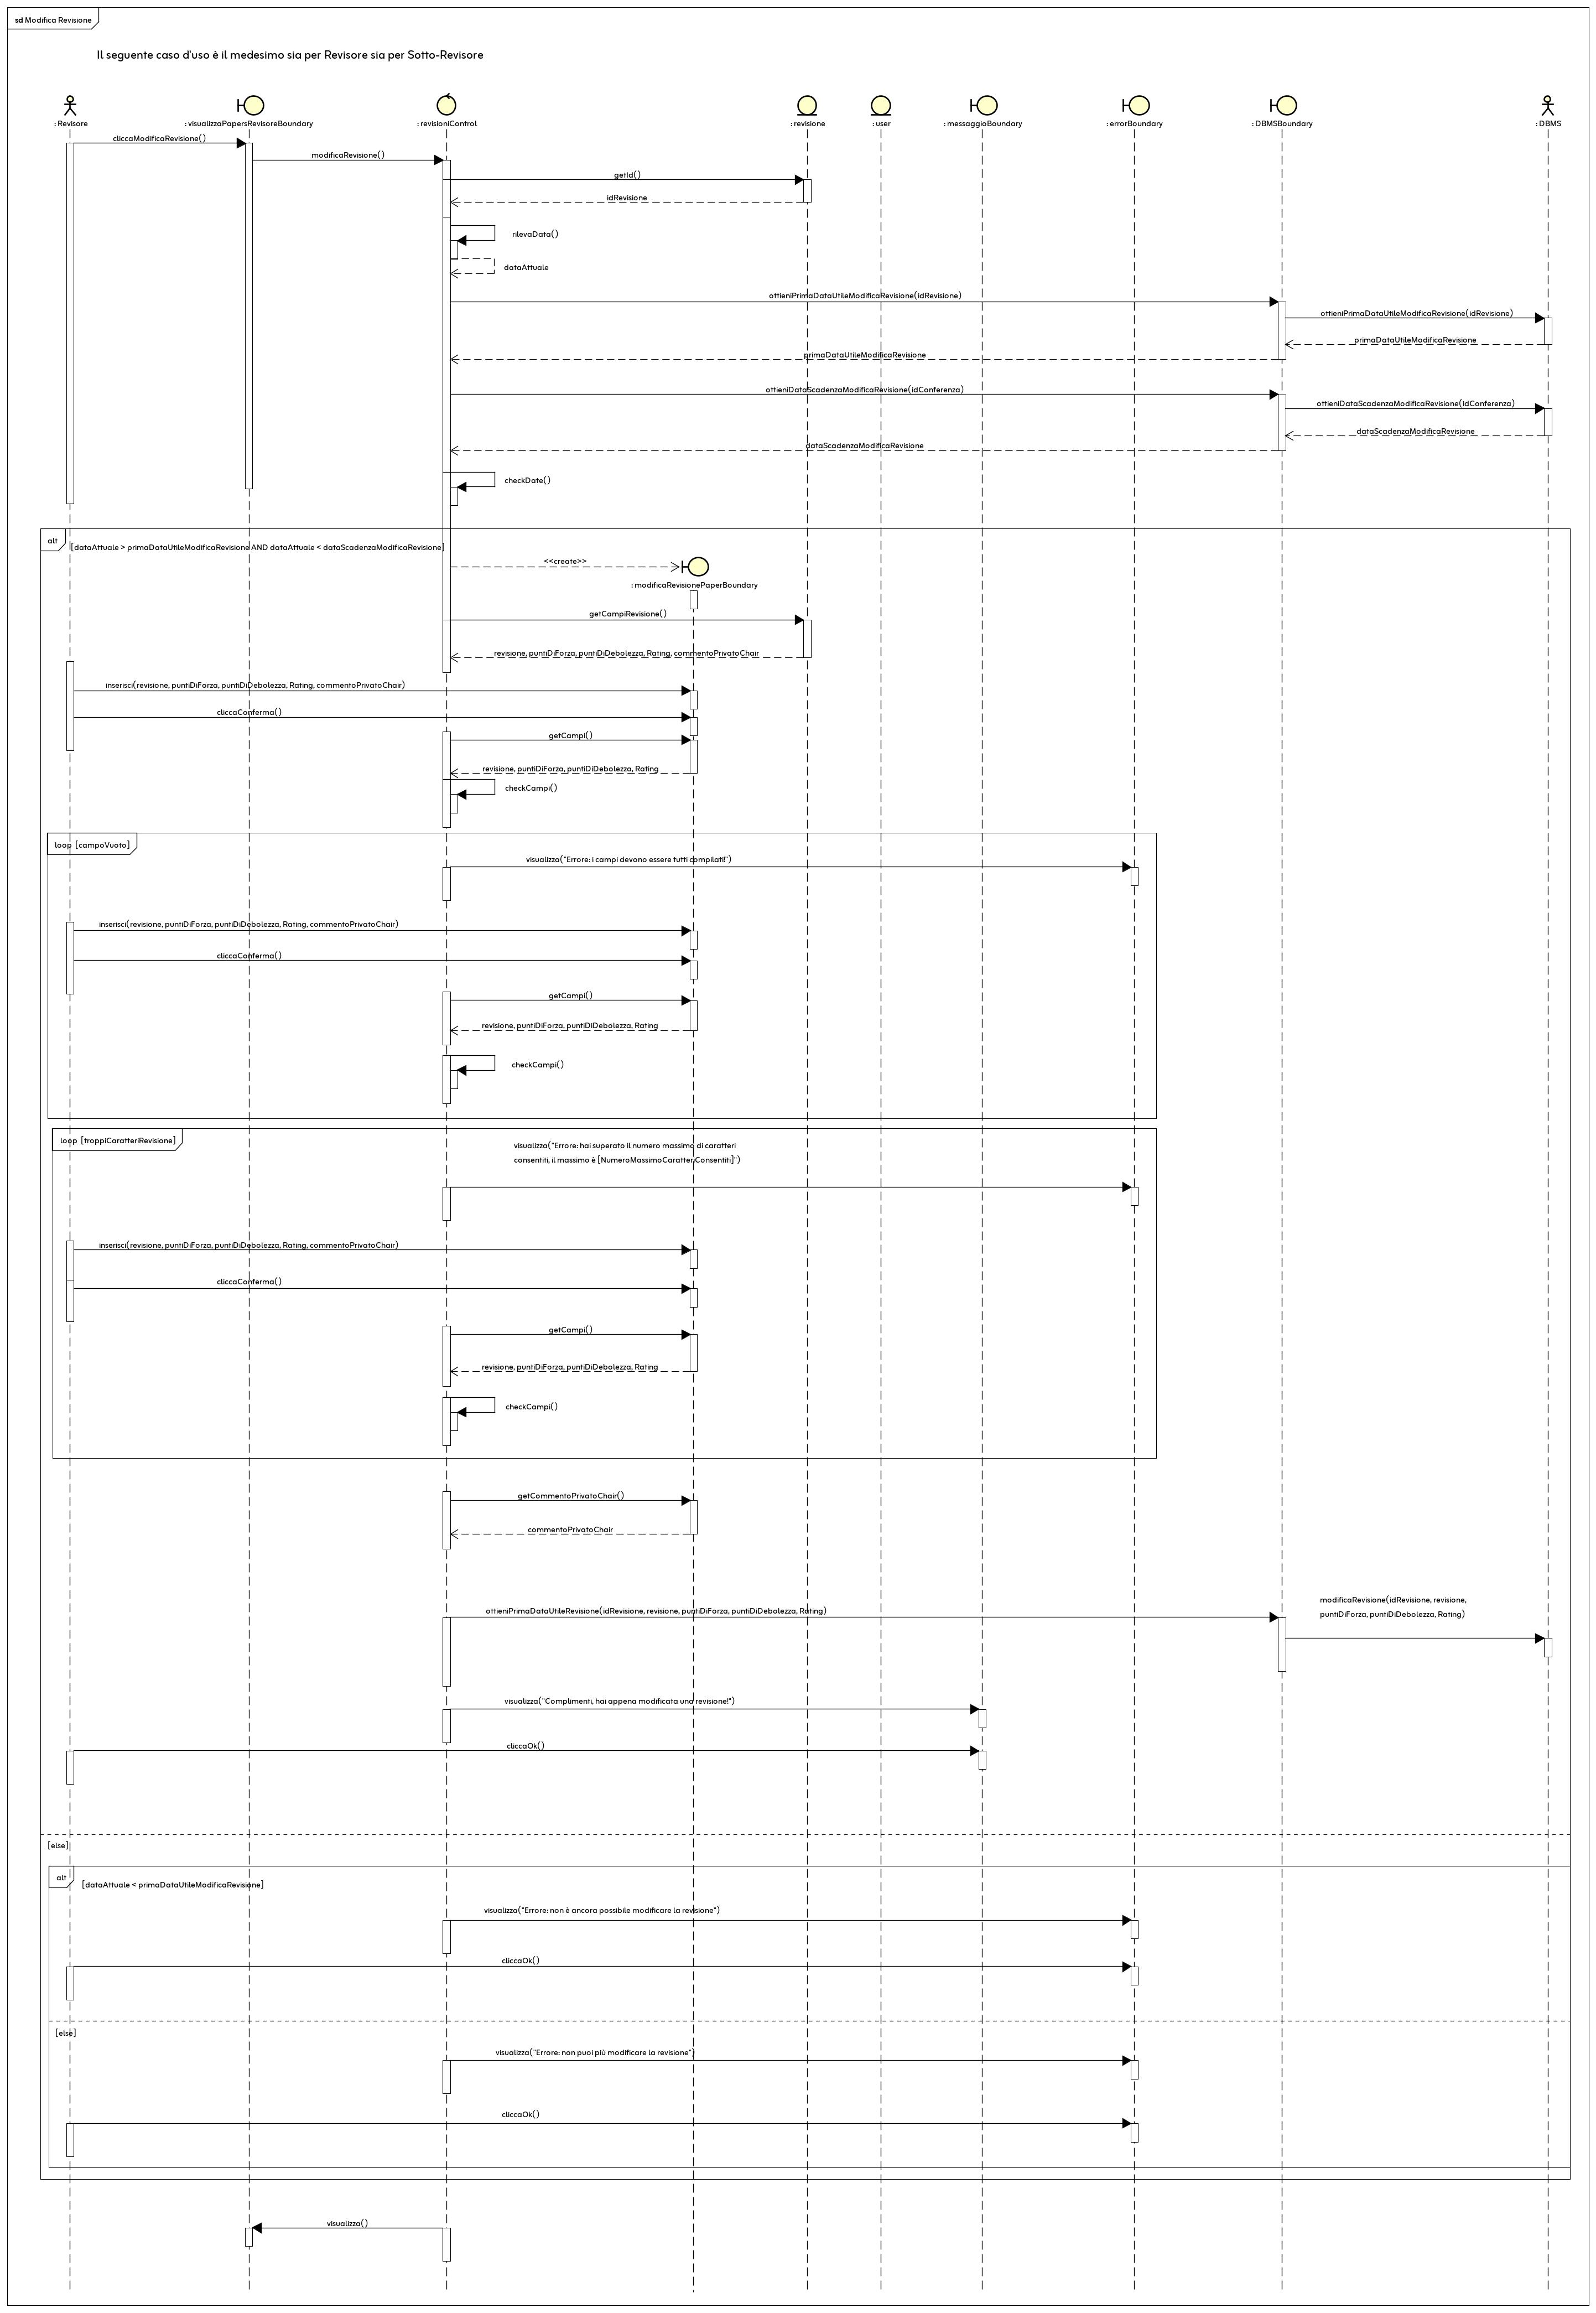 sd Modifica Revisione
Il seguente caso d'uso è il medesimo sia per Revisore sia per Sotto-Revisore
: Revisore
: visualizzaPapersRevisoreBoundary
: revisioniControl
: revisione
: user
: messaggioBoundary
: errorBoundary
: DBMSBoundary
: DBMS
cliccaModificaRevisione()
modificaRevisione()
getId()
idRevisione
rilevaData()
dataAttuale
ottieniPrimaDataUtileModificaRevisione(idRevisione)
ottieniPrimaDataUtileModificaRevisione(idRevisione)
primaDataUtileModificaRevisione
primaDataUtileModificaRevisione
ottieniDataScadenzaModificaRevisione(idConferenza)
ottieniDataScadenzaModificaRevisione(idConferenza)
dataScadenzaModificaRevisione
dataScadenzaModificaRevisione
checkDate()
alt
[dataAttuale > primaDataUtileModificaRevisione AND dataAttuale < dataScadenzaModificaRevisione]
<<create>>
: modificaRevisionePaperBoundary
getCampiRevisione()
revisione, puntiDiForza, puntiDiDebolezza, Rating, commentoPrivatoChair
inserisci(revisione, puntiDiForza, puntiDiDebolezza, Rating, commentoPrivatoChair)
cliccaConferma()
getCampi()
revisione, puntiDiForza, puntiDiDebolezza, Rating
checkCampi()
loop [campoVuoto]
visualizza("Errore: i campi devono essere tutti compilati!")
inserisci(revisione, puntiDiForza, puntiDiDebolezza, Rating, commentoPrivatoChair)
cliccaConferma()
getCampi()
revisione, puntiDiForza, puntiDiDebolezza, Rating
checkCampi()
loop [troppiCaratteriRevisione]
visualizza("Errore: hai superato il numero massimo di caratteri
consentiti, il massimo è [NumeroMassimoCaratteriConsentiti]")
inserisci(revisione, puntiDiForza, puntiDiDebolezza, Rating, commentoPrivatoChair)
cliccaConferma()
getCampi()
revisione, puntiDiForza, puntiDiDebolezza, Rating
checkCampi()
getCommentoPrivatoChair()
commentoPrivatoChair
ottieniPrimaDataUtileRevisione(idRevisione, revisione, puntiDiForza, puntiDiDebolezza, Rating)
modificaRevisione(idRevisione, revisione,
puntiDiForza, puntiDiDebolezza, Rating)
visualizza("Complimenti, hai appena modificata una revisione!")
cliccaOk()
[else]
alt
[dataAttuale < primaDataUtileModificaRevisione]
visualizza("Errore: non è ancora possibile modificare la revisione")
cliccaOk()
[else]
visualizza("Errore: non puoi più modificare la revisione")
cliccaOk()
visualizza()